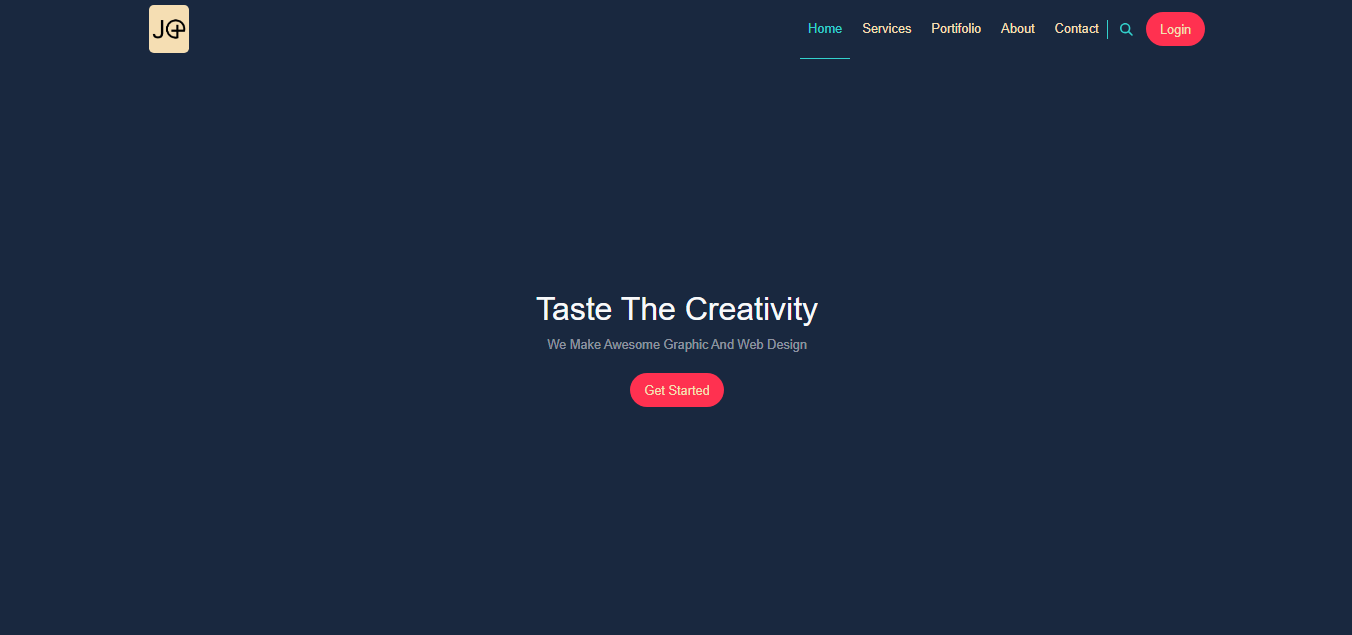 Home Services Portifolio About Contact Login
Taste The Creativity
We Make Awesome Graphic And Web Design
Get Started